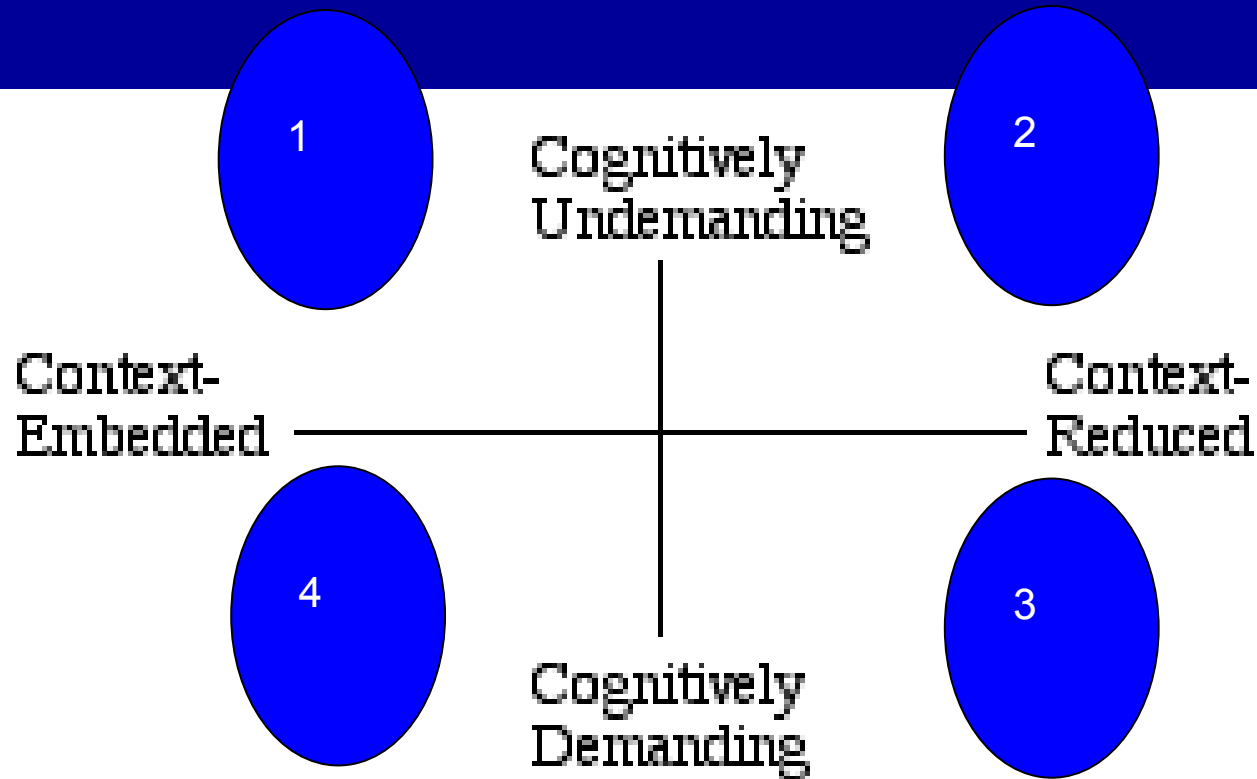 1
2
Cognitively
Undemanding
Context-
Embedded
Context-
Reduced
4
3
Cognitively
Demanding